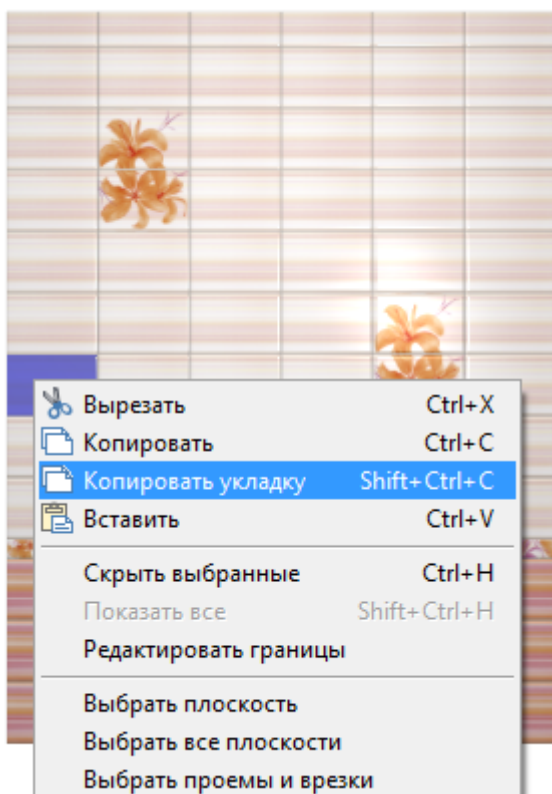 Вырезать Ctrl+X
Копировать Ctrl+C
Копировать укладку Shift+Ctrl+C
Вставить Ctrl+V
Скрыть выбранные Ctrl+H
Показать все Shift+Ctrl+H
Редактировать границы
Выбрать плоскость
Выбрать все плоскости
Выбрать проемы и врезки